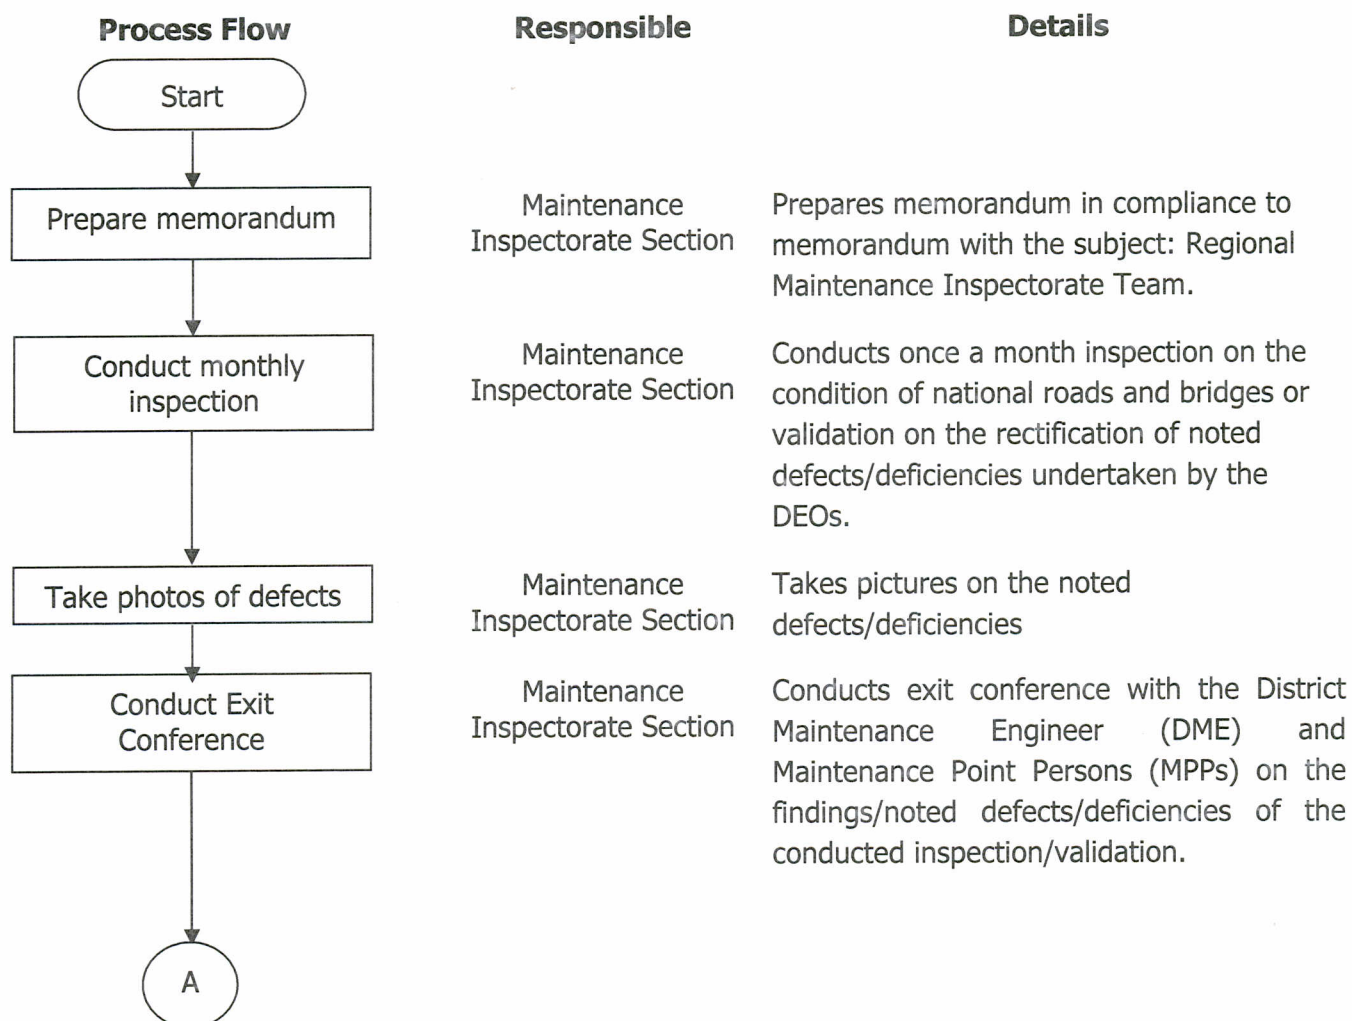 Process Flow
Responsible
Details
Start
Prepare memorandum
Maintenance
Inspectorate Section
Prepares memorandum in compliance to
memorandum with the subject: Regional
Maintenance Inspectorate Team.
Conduct monthly
inspection
Maintenance
Inspectorate Section
Conducts once a month inspection on the
condition of national roads and bridges or
validation on the rectification of noted
defects/deficiencies undertaken by the
DEOs.
Take photos of defects
Maintenance
Inspectorate Section
Takes pictures on the noted
defects/deficiencies
Conduct Exit
Conference
Maintenance
Inspectorate Section
Conducts exit conference with the District
Maintenance Engineer (DME) and
Maintenance Point Persons (MPPs) on the
findings/noted defects/deficiencies of the
conducted inspection/validation.
A